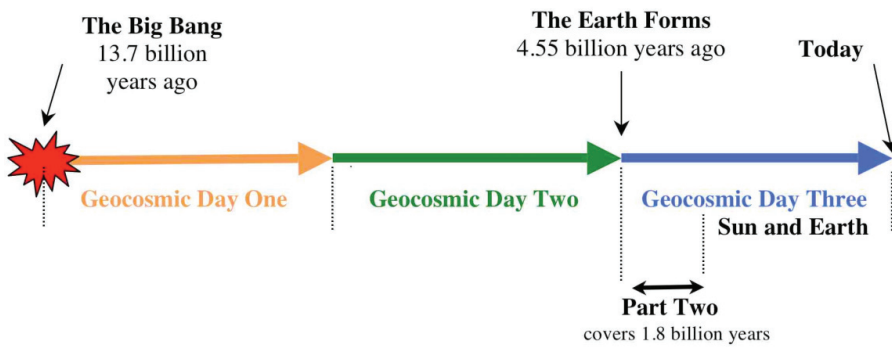 The Big Bang
13.7 billion
years ago
The Earth Forms
4.55 billion years ago
Today
Geocosmic Day One
Geocosmic Day Two
Geocosmic Day Three
Sun and Earth
Part Two
covers 1.8 billion years